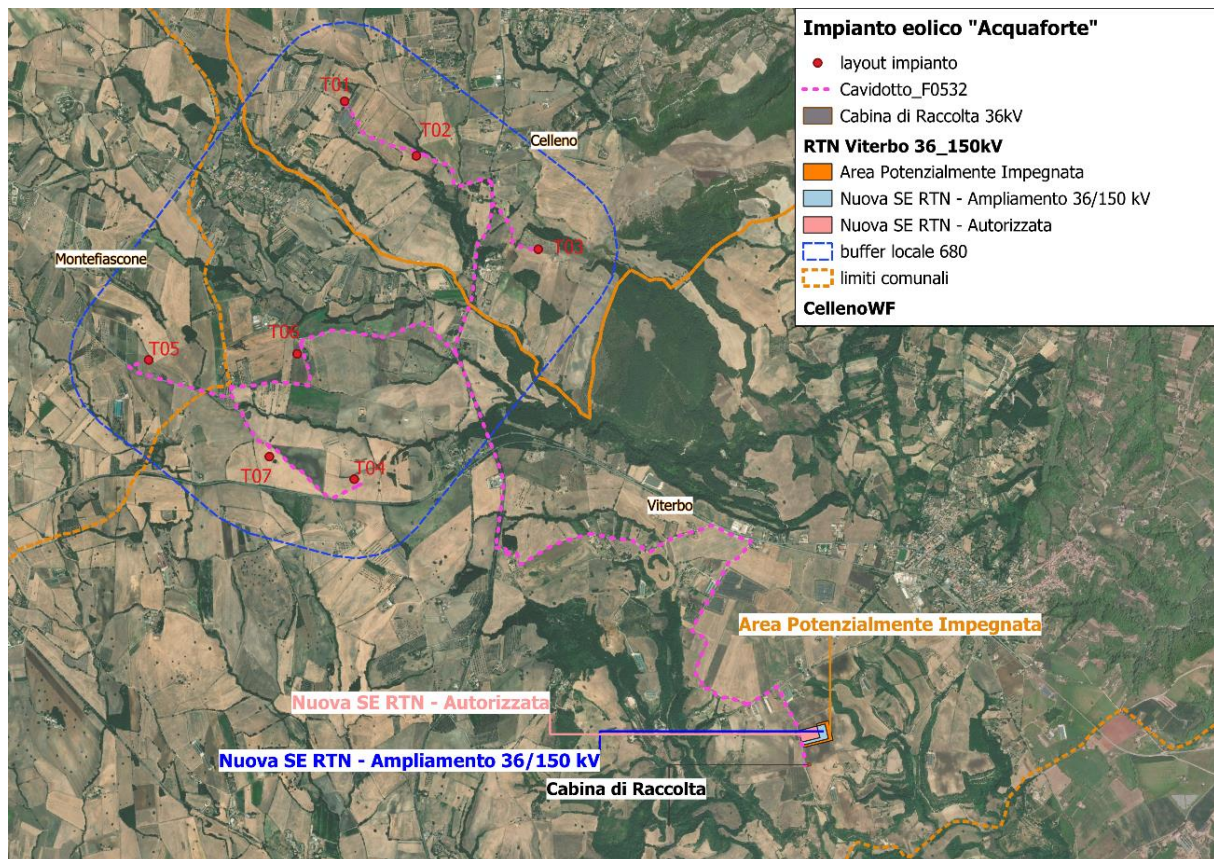 Impianto eolico "Acquaforte"
layout impianto
Cavidotto_F0532
Cabina di Raccolta 36kV
RTN Viterbo 36_150kV
Area Potenzialmente Impegnata
Nuova SE RTN - Ampliamento 36/150 kV
Nuova SE RTN - Autorizzata
buffer locale 680
limiti comunali
CellenoWF
T01
T02
Celleno
T03
Montefiascone
T06
T05
T07
T04
Viterbo
Area Potenzialmente Impegnata
Nuova SE RTN - Autorizzata
Nuova SE RTN - Ampliamento 36/150 kV
Cabina di Raccolta